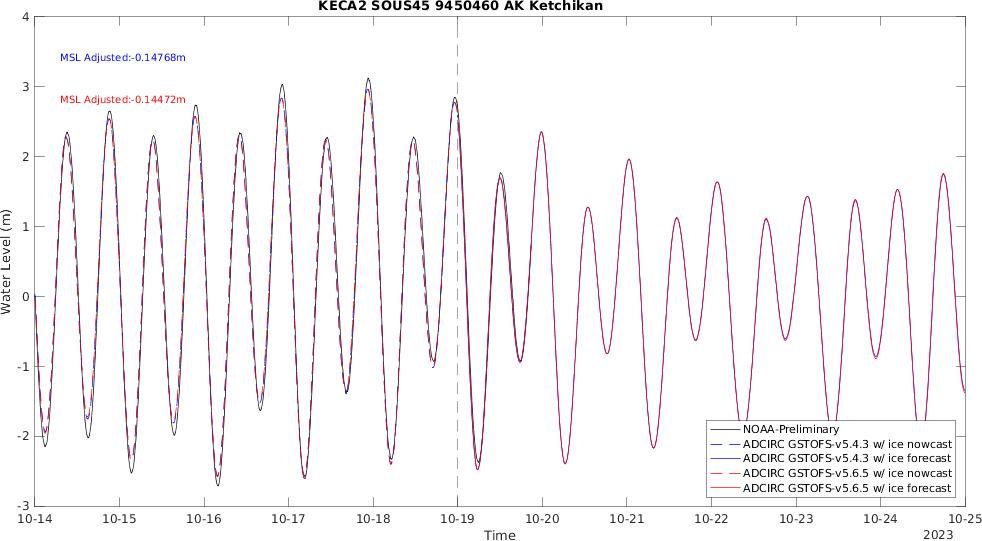 KECA2 SOUS45 9450460 AK Ketchikan
4
3
2
1
0
-1
-2
-3
Water Level (m)
MSL Adjusted:-0.14768m
MSL Adjusted:-0.14472m
NOAA-Preliminary
ADCIRC GSTOFS-v5.4.3 w/ ice nowcast
ADCIRC GSTOFS-v5.4.3 w/ ice forecast
ADCIRC GSTOFS-v5.6.5 w/ ice nowcast
ADCIRC GSTOFS-v5.6.5 w/ ice forecast
10-14 10-15 10-16 10-17 10-18 10-19 10-20 10-21 10-22 10-23 10-24 10-25
Time
2023